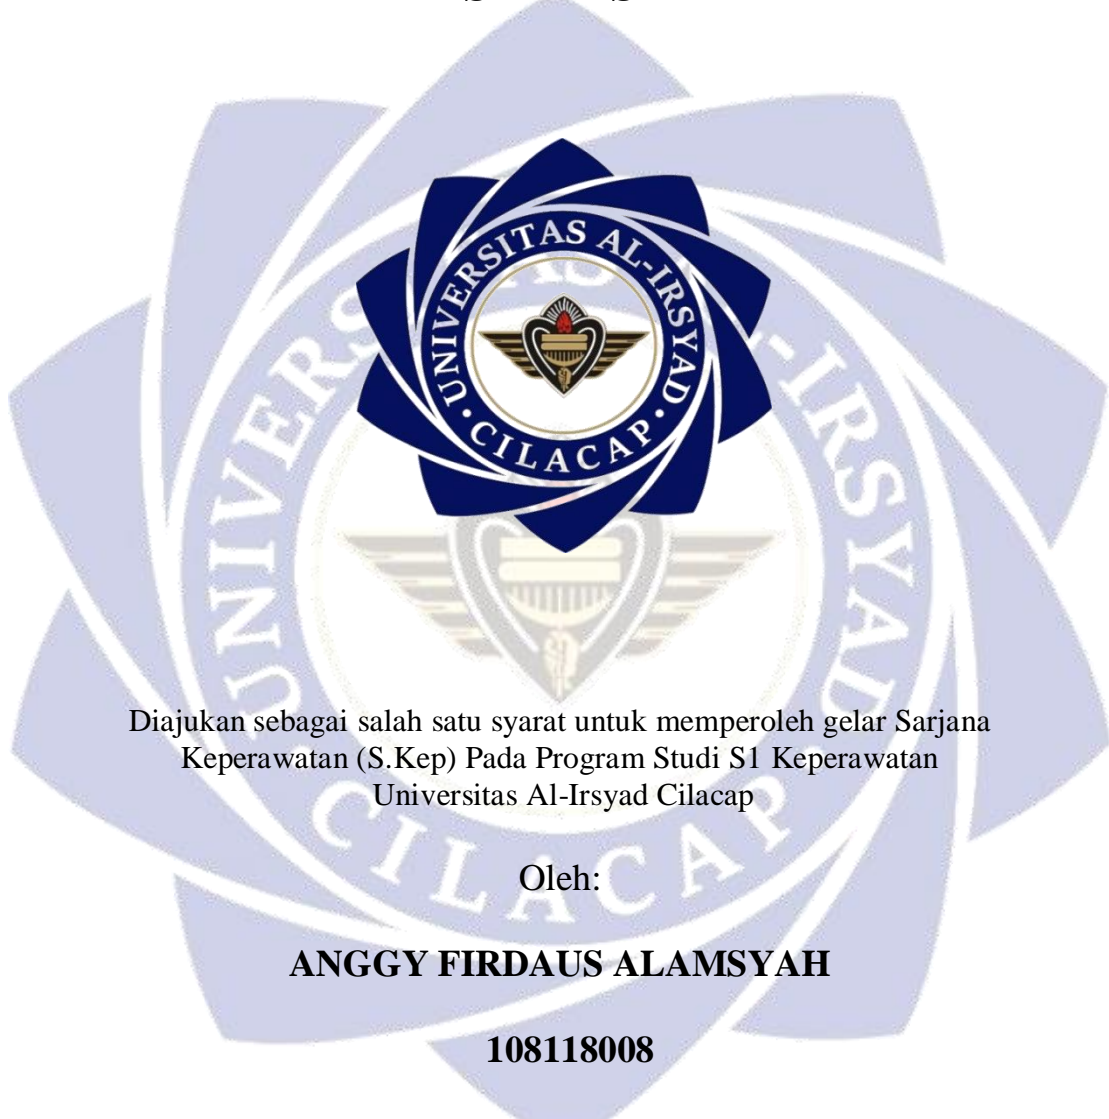 UNIVERSITAS AL-IRSYAD
CILACAP
Diajukan sebagai salah satu syarat untuk memperoleh gelar Sarjana
Keperawatan (S.Kep) Pada Program Studi S1 Keperawatan
Universitas Al-Irsyad Cilacap
Oleh:
ANGGY FIRDAUS ALAMSYAH
108118008